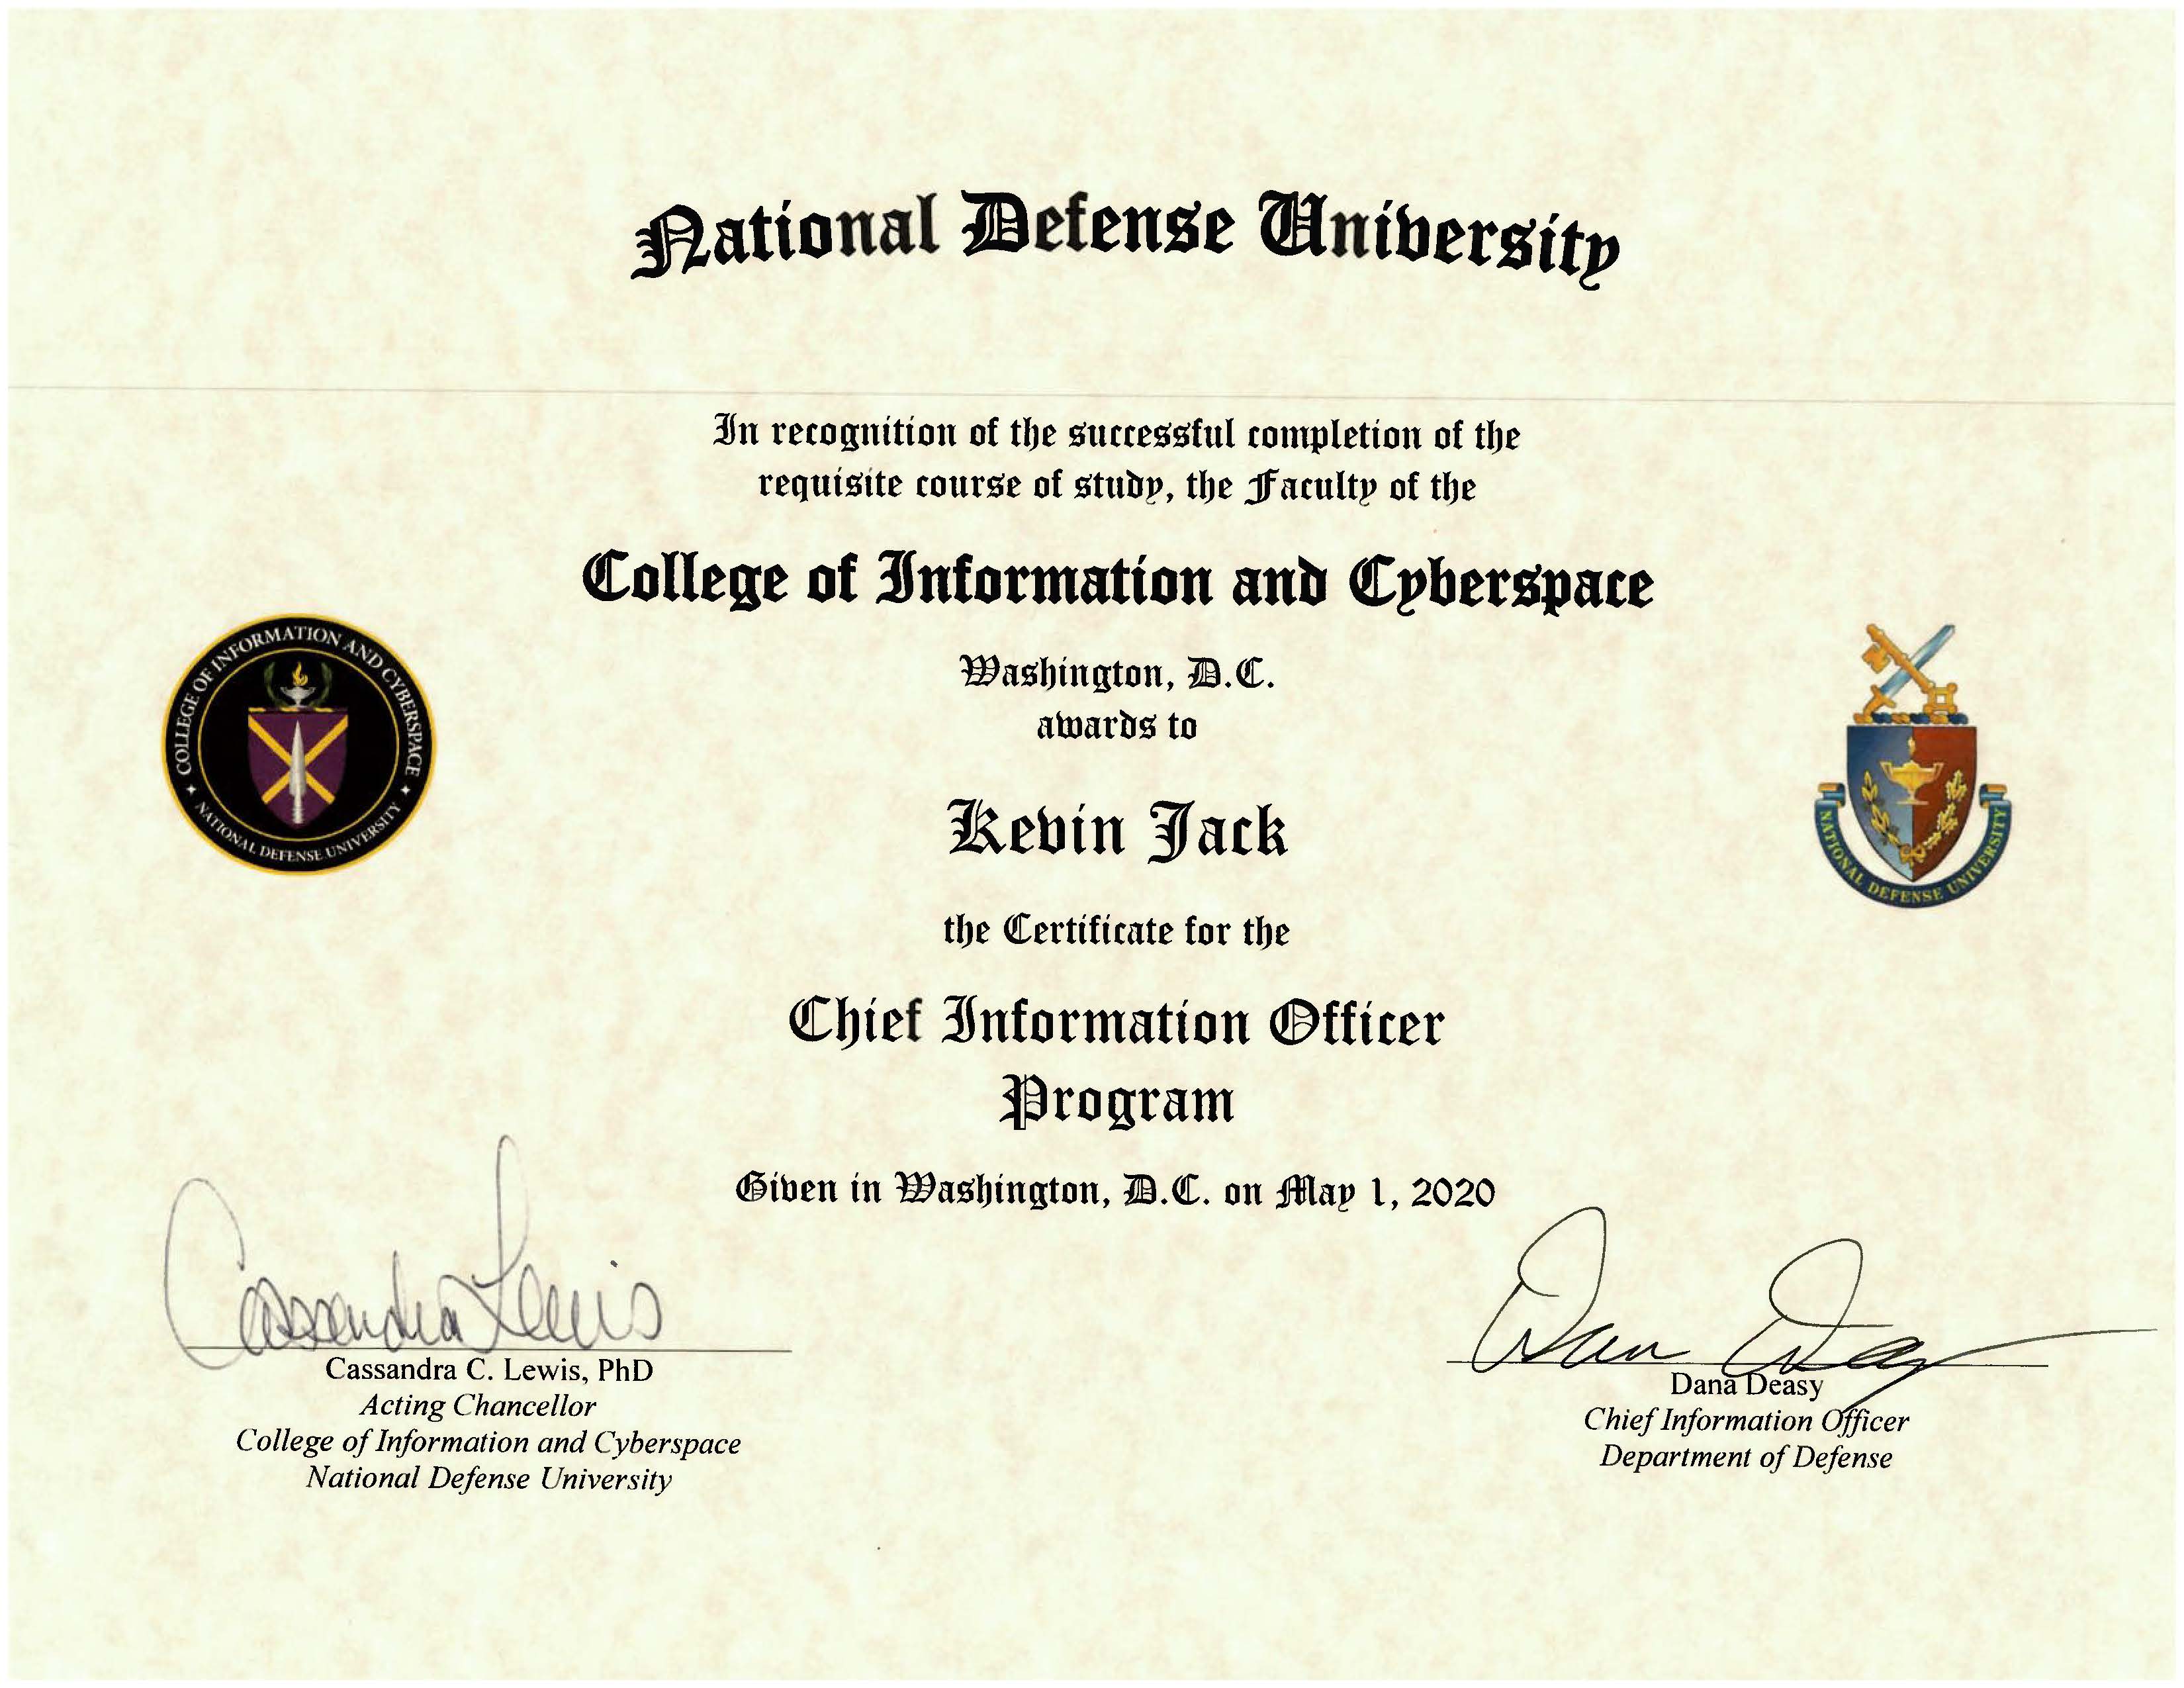 National Defense University
In recognition of the successful completion of the
requisite course of study, the Faculty of the
College of Information and Cyberspace
Washington, D.C.
awards to
Kevin Jack
the Certificate for the
Chief Information Officer
Program
Given in Washington, D.C. on May 1, 2020
COLLEGE OF INFORMATION AND CYBERSPACE
NATIONAL DEFENSE UNIVERSITY
NATIONAL DEFENSE UNIVERSITY
Cassandra Lewis
Cassandra C. Lewis, PhD
Acting Chancellor
College of Information and Cyberspace
National Defense University
Dana Deasy
Dana Deasy
Chief Information Officer
Department of Defense